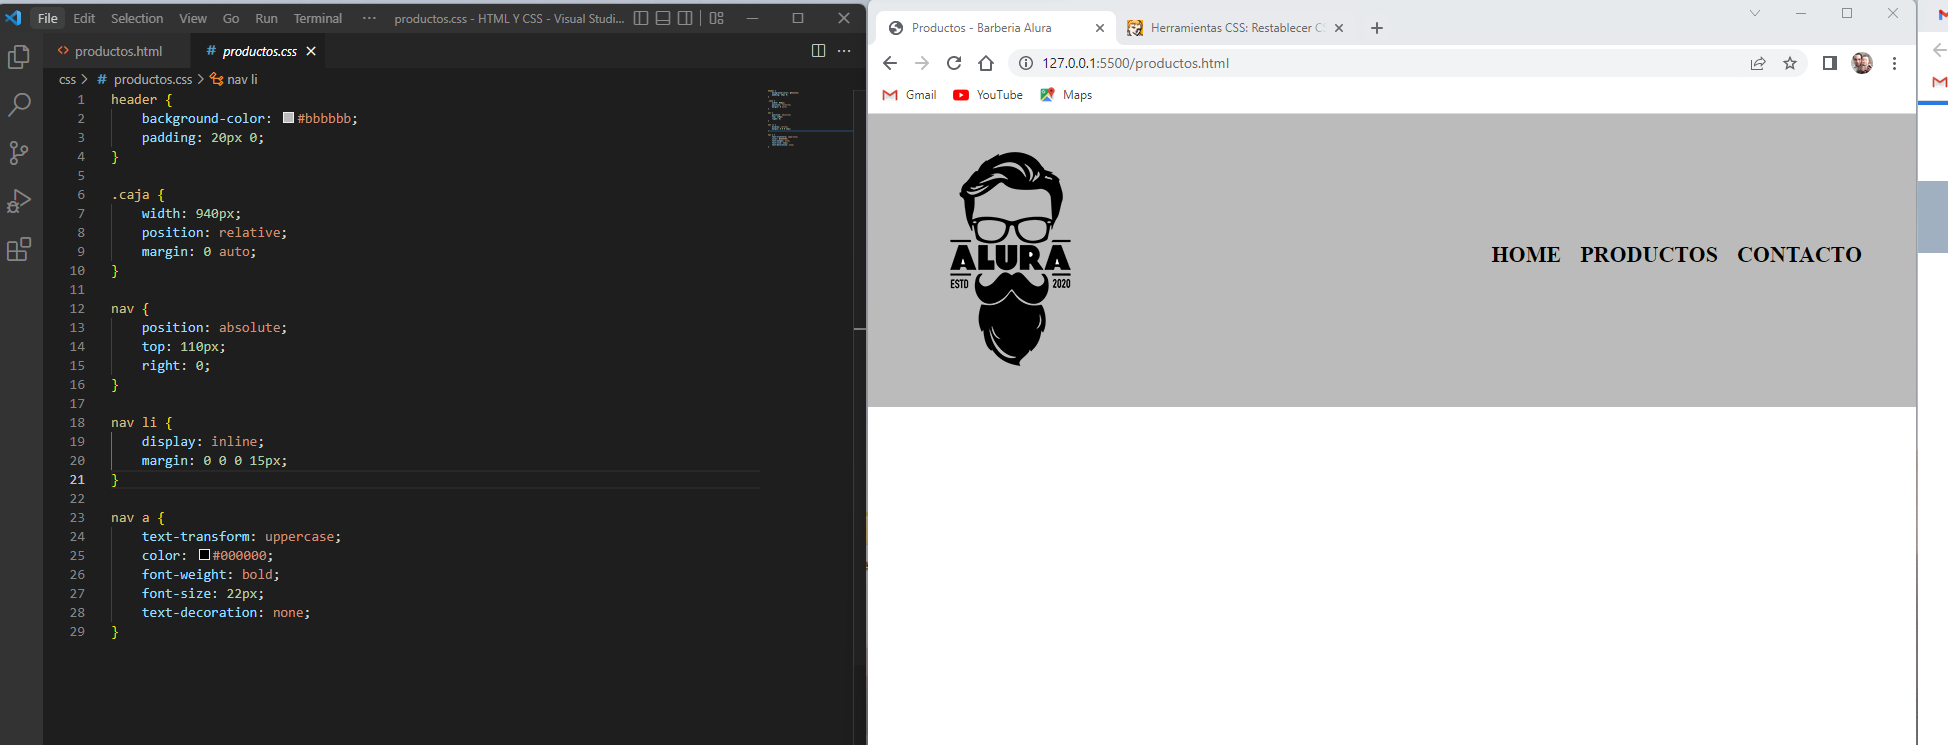 File Edit Selection View Go Run Terminal ··· productos.css - HTML Y CSS - Visual Studi...
productos.html # productos.css
css > # productos.css > nav li
1 header {
2 background-color: #bbbbbb;
3 padding: 20px 0;
4 }
5
6 .caja {
7 width: 940px;
8 position: relative;
9 margin: 0 auto;
10 }
11
12 nav {
13 position: absolute;
14 top: 110px;
15 right: 0;
16 }
17
18 nav li {
19 display: inline;
20 margin: 0 0 0 15px;
21 }
22
23 nav a {
24 text-transform: uppercase;
25 color: #000000;
26 font-weight: bold;
27 font-size: 22px;
28 text-decoration: none;
29 }
Productos - Barberia Alura
Herramientas CSS: Restablecer CS
127.0.0.1:5500/productos.html
Gmail YouTube Maps
ALURA
ESTD 2020
HOME PRODUCTOS CONTACTO